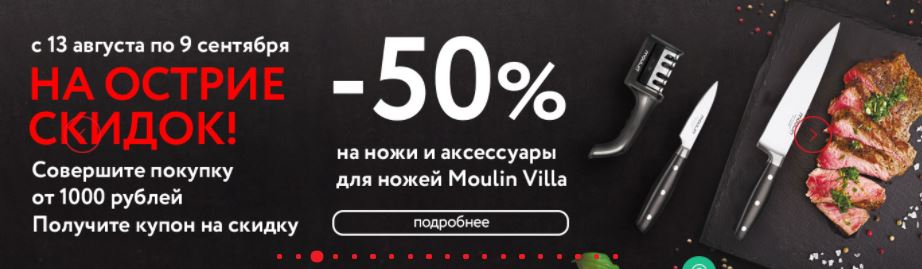 с 13 августа по 9 сентября
НА ОСТРИЕ
СКИДОК!
Совершите покупку
от 1000 рублей
Получите купон на скидку
-50%
на ножи и аксессуары
для ножей Moulin Villa
подробнее